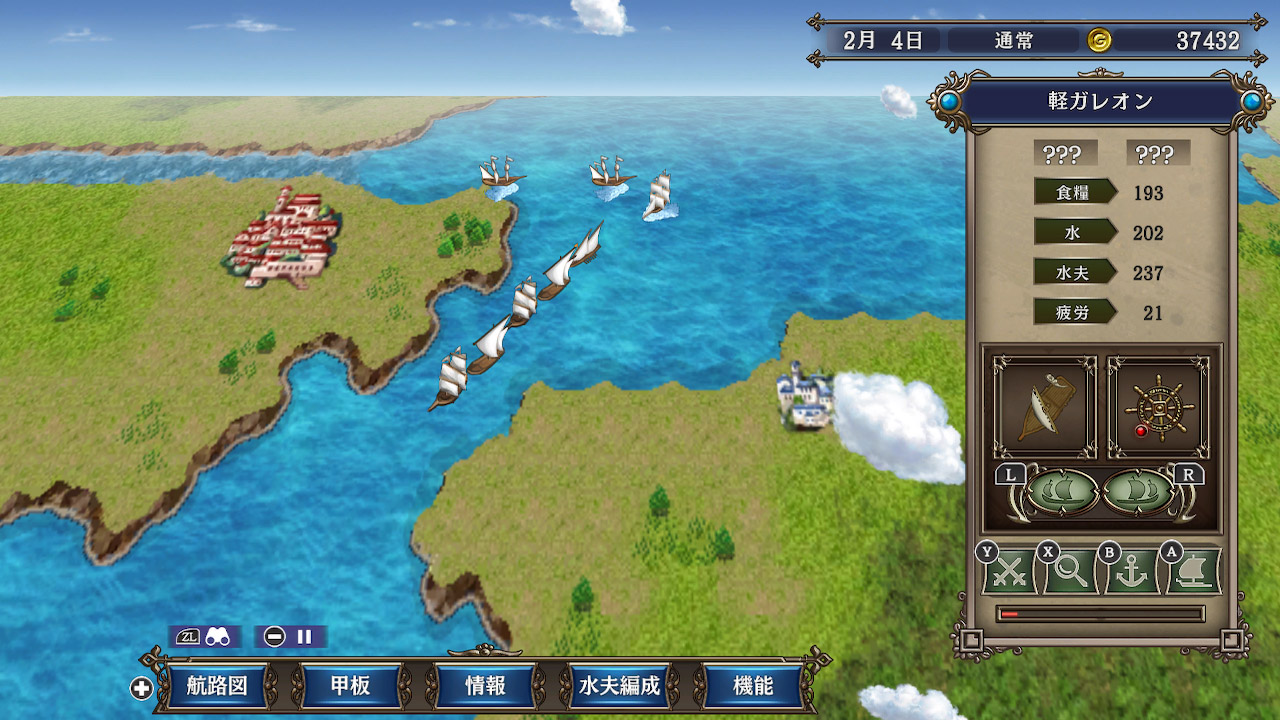 2月 4日 通常 G 37432
軽ガレオン
??? ???
食糧 193
水 202
水夫 237
疲労 21
L R
Y X B A
ZL
航路図 甲板 情報 水夫編成 機能